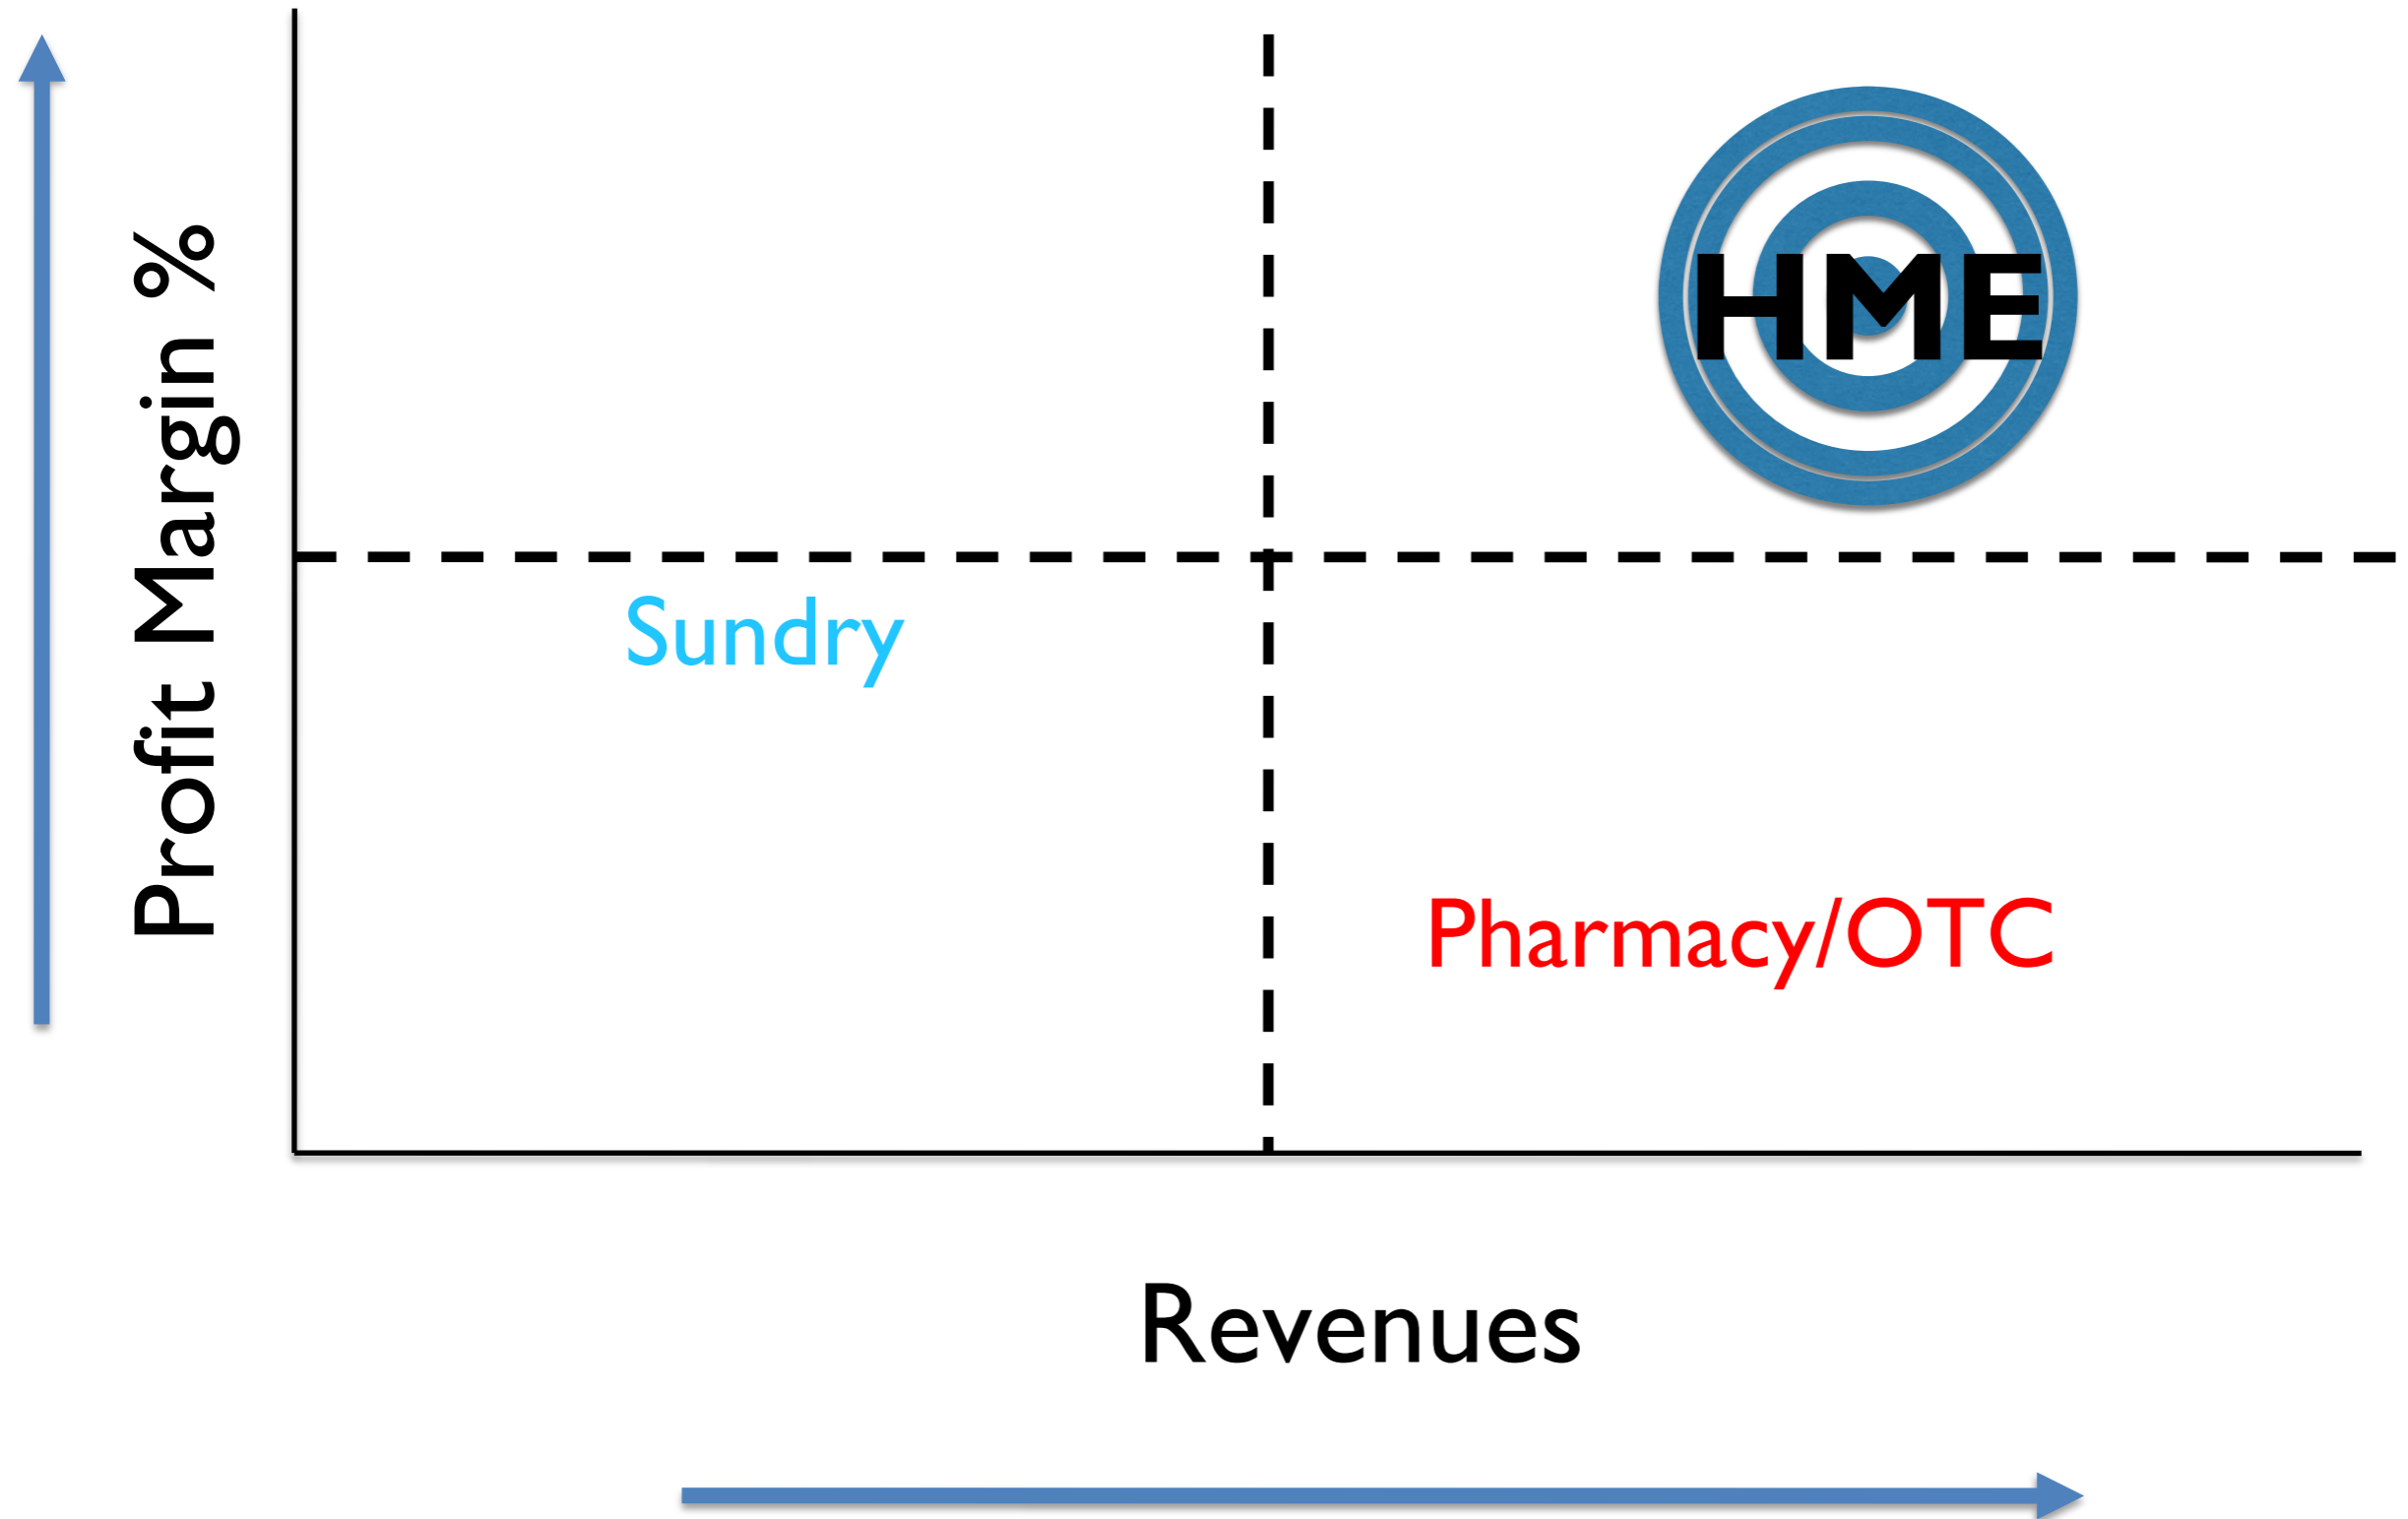 Profit Margin %
HME
Sundry
Pharmacy/OTC
Revenues